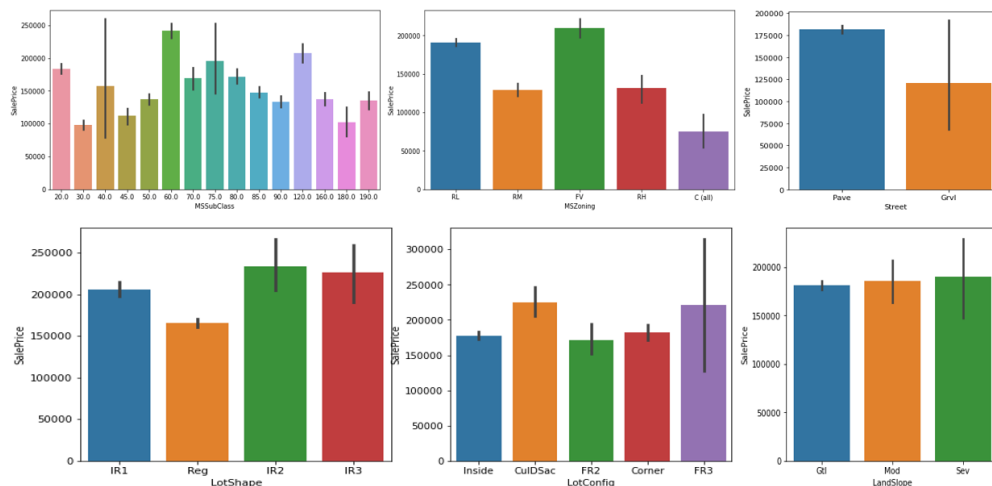 250000
200000
150000
100000
50000
0
SalePrice
20.0 30.0 40.0 45.0 50.0 60.0 70.0 75.0 80.0 85.0 90.0 120.0 160.0 180.0 190.0
MSSubClass
200000
150000
100000
50000
0
SalePrice
RL RM FV RH C (all)
MSZoning
200000
175000
150000
125000
100000
75000
50000
25000
0
SalePrice
Pave Grvl
Street
250000
200000
150000
100000
50000
0
SalePrice
IR1 Reg IR2 IR3
LotShape
300000
250000
200000
150000
100000
50000
0
SalePrice
Inside CulDSac FR2 Corner FR3
LotConfig
200000
150000
100000
50000
0
SalePrice
Gtl Mod Sev
LandSlope